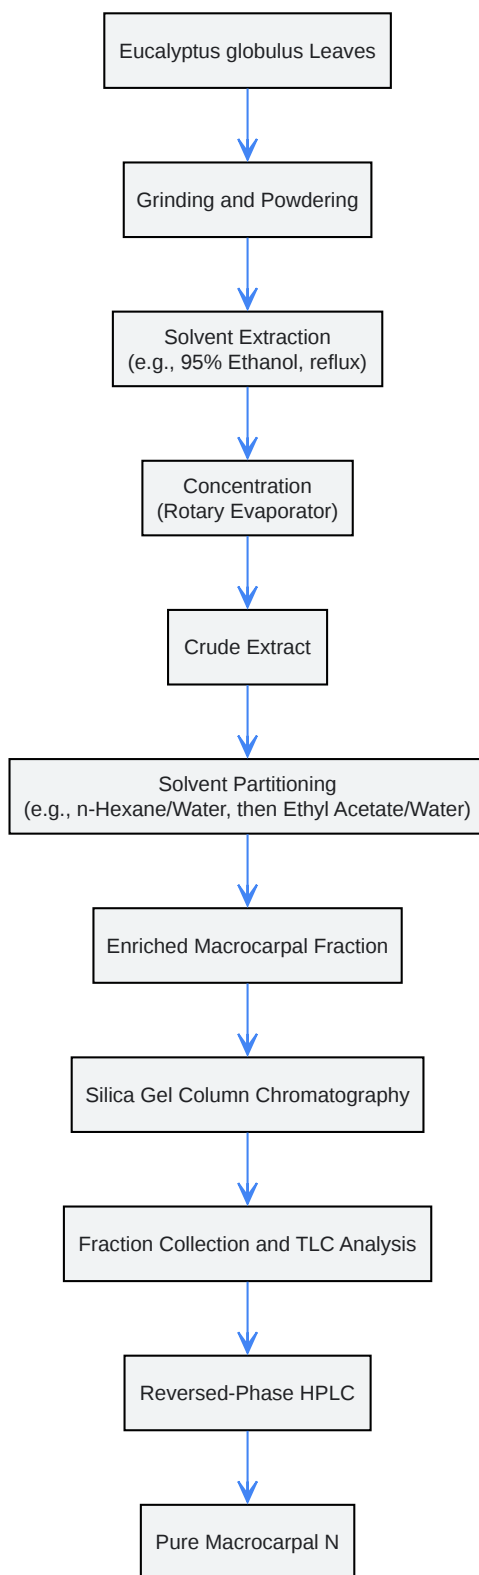 Eucalyptus globulus Leaves
Grinding and Powdering
Solvent Extraction
(e.g., 95% Ethanol, reflux)
Concentration
(Rotary Evaporator)
Crude Extract
Solvent Partitioning
(e.g., n-Hexane/Water, then Ethyl Acetate/Water)
Enriched Macrocarpal Fraction
Silica Gel Column Chromatography
Fraction Collection and TLC Analysis
Reversed-Phase HPLC
Pure Macrocarpal N